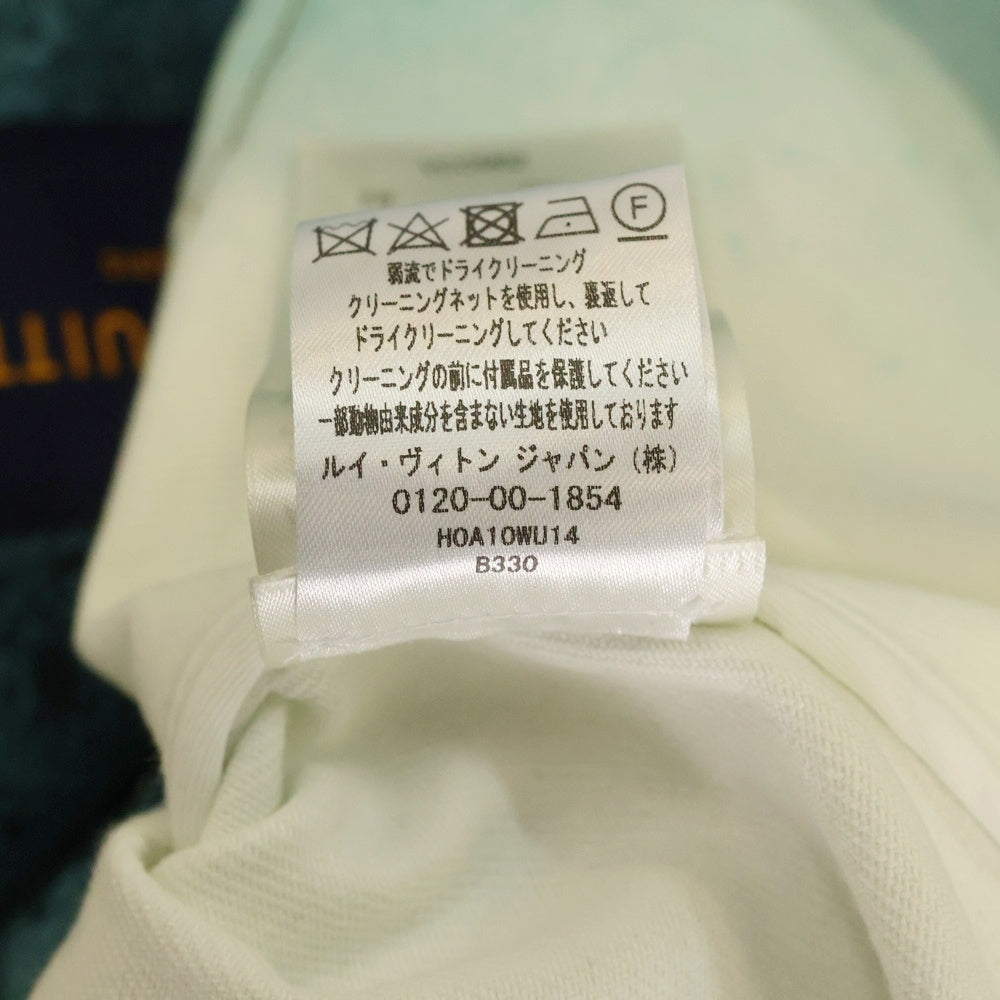 F
弱流でドライクリーニング
クリーニングネットを使用し、裏返して
ドライクリーニングしてください
クリーニングの前に付属品を保護してください
一部動物由来成分を含まない生地を使用しております
ルイ・ヴィトン ジャパン（株）
0120-00-1854
H0A10WU14
B330
UIT